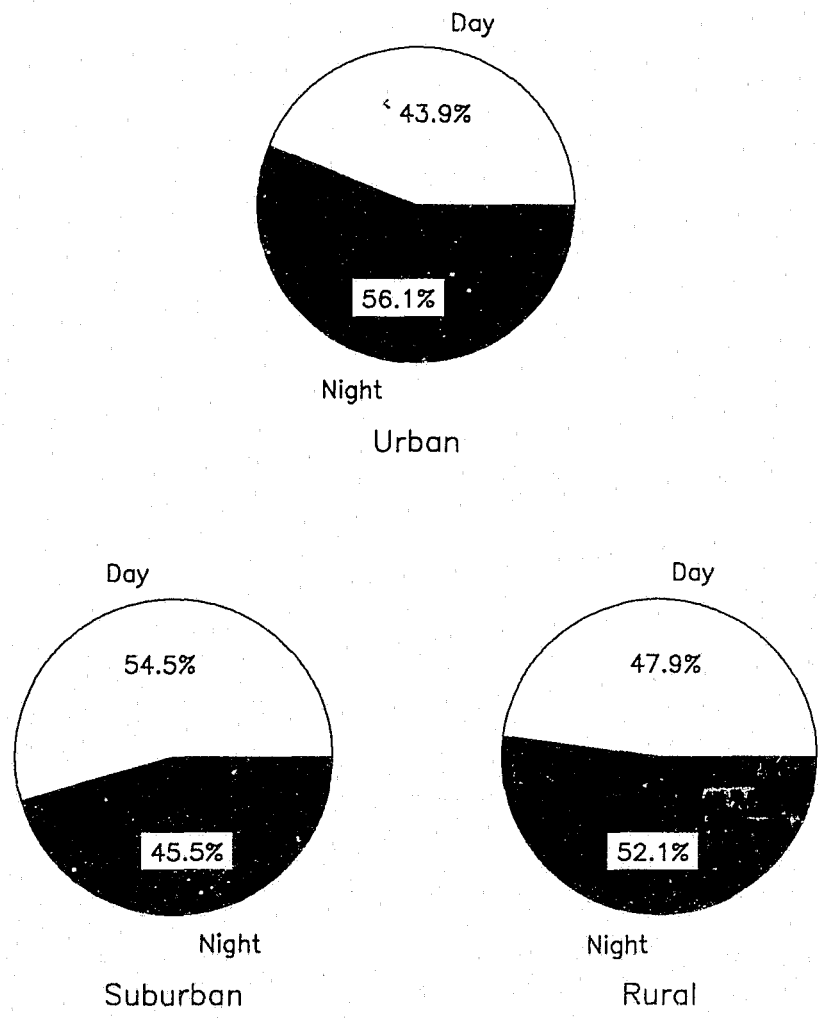 Day
43.9%
56.1%
Night
Urban
Day
54.5%
45.5%
Night
Suburban
Day
47.9%
52.1%
Night
Rural